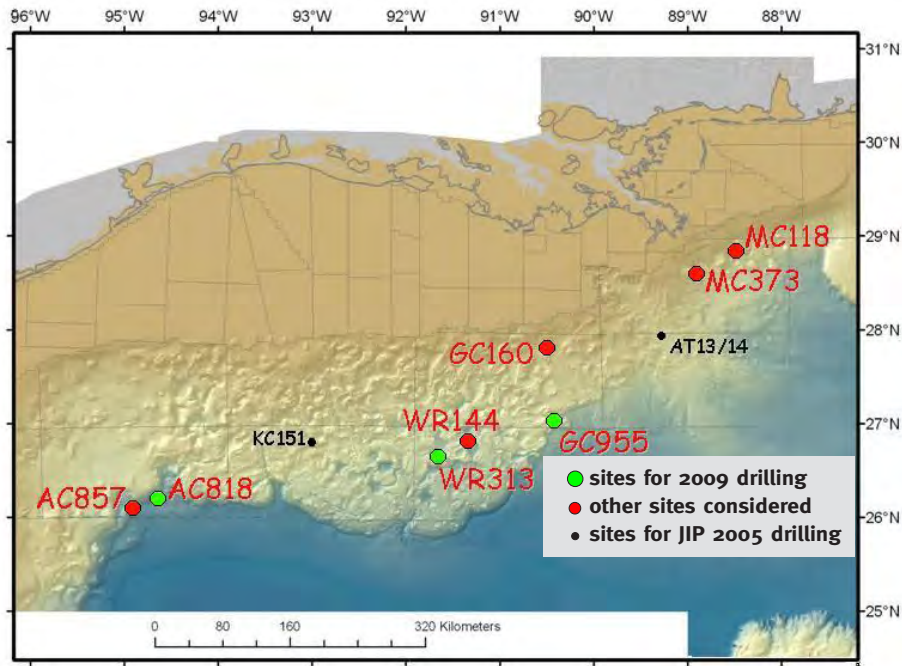 96°W 95°W 94°W 93°W 92°W 91°W 90°W 89°W 88°W
31°N
30°N
29°N
28°N
27°N
26°N
25°N
MC118
MC373
AT13/14
GC160
WR144
KC151
GC955
WR313
AC818
AC857
sites for 2009 drilling
other sites considered
sites for JIP 2005 drilling
0 80 160 320 Kilometers